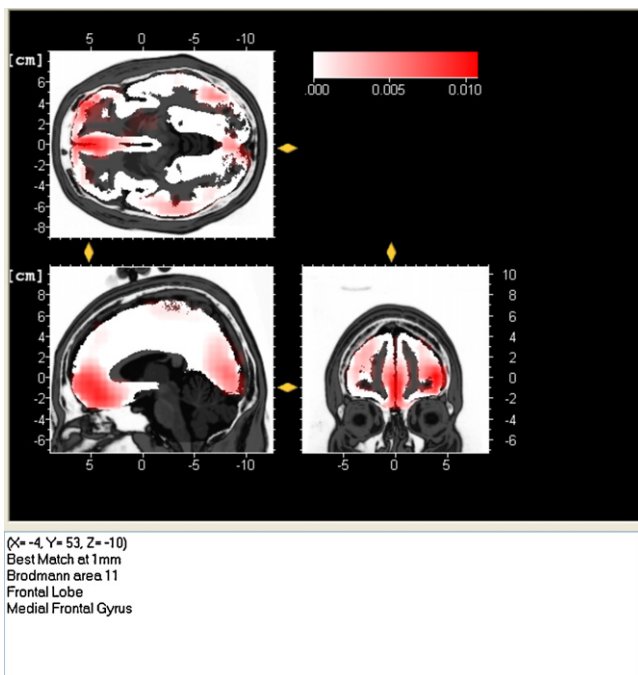 5 0 -5 -10
[cm]
6
4
2
0
-2
-4
-6
-8
.000 0.005 0.010
[cm]
8
6
4
2
0
-2
-4
-6
5 0 -5 -10
10
8
6
4
2
0
-2
-4
-6
-5 0 5
(X= -4, Y= 53, Z= -10)
Best Match at 1mm
Brodmann area 11
Frontal Lobe
Medial Frontal Gyrus